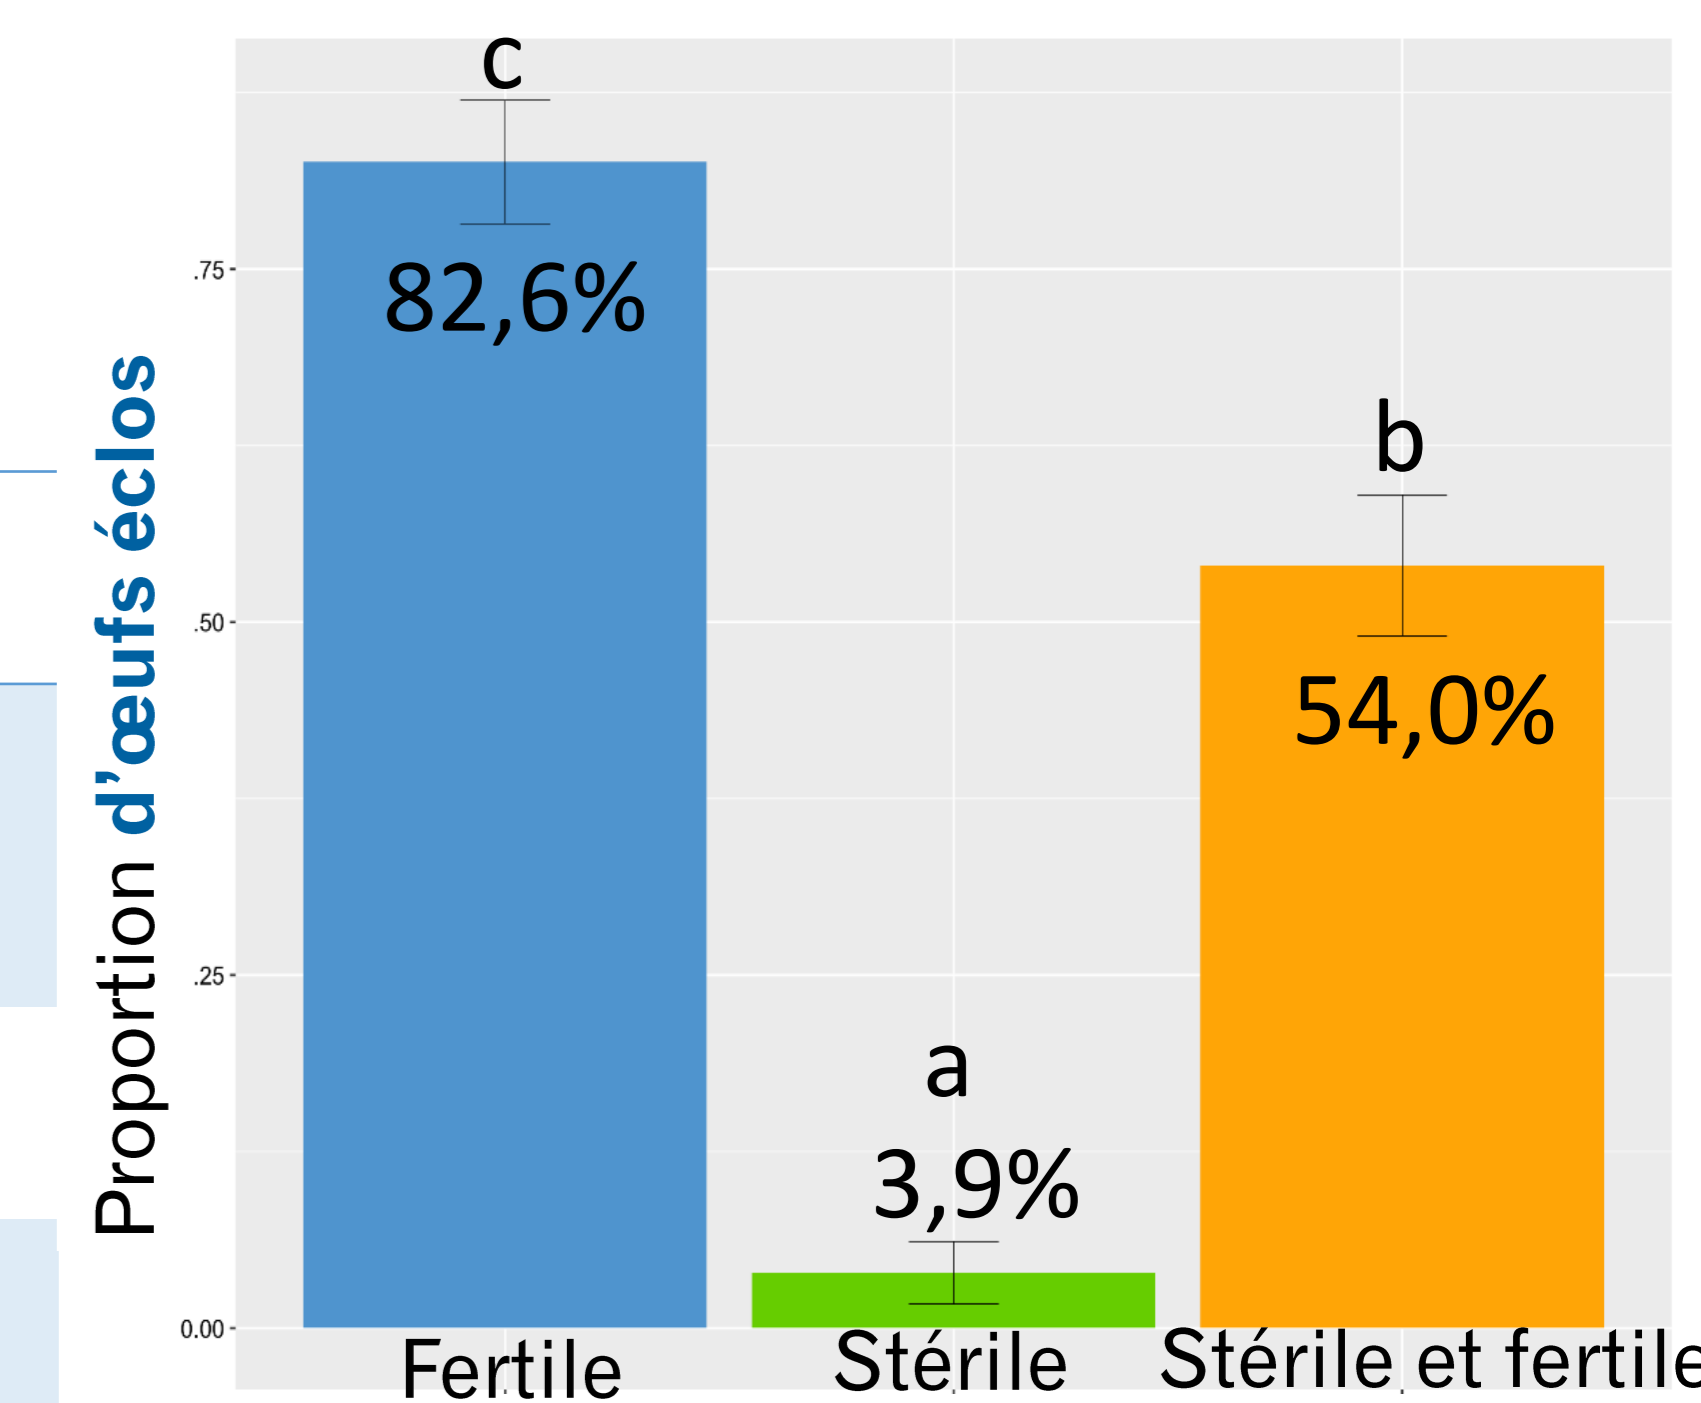 Proportion d’œufs éclos
.75
.50
.25
0.00
c
82,6%
a
3,9%
b
54,0%
Fertile
Stérile
Stérile et fertile